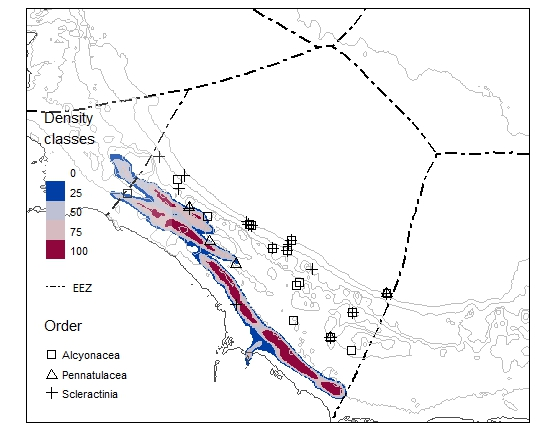 Density
classes
0
25
50
75
100
EEZ
Order
Alcyonacea
Pennatulacea
Scleractinia